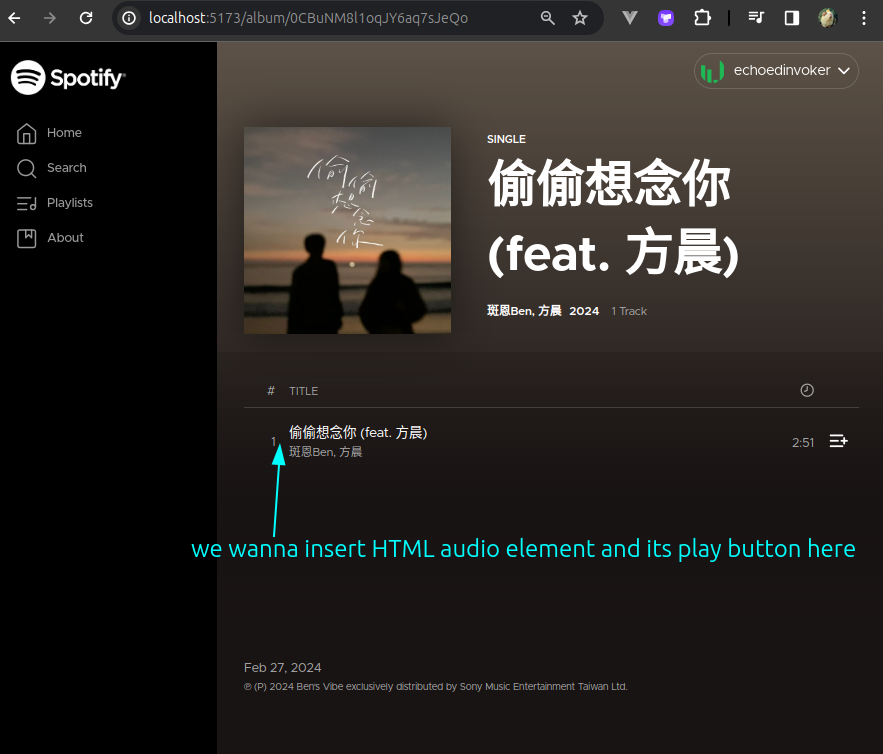 localhost:5173/album/0CBuNM8l1oqJY6aq7sJeQo
Spotify
echoedinvoker
Home
Search
Playlists
About
偷偷想念你
SINGLE
偷偷想念你
(feat. 方晨)
班恩Ben, 方晨 2024 1 Track
# TITLE
1 偷偷想念你 (feat. 方晨) 2:51
班恩Ben, 方晨
we wanna insert HTML audio element and its play button here
Feb 27, 2024
℗ (P) 2024 Ben's Vibe exclusively distributed by Sony Music Entertainment Taiwan Ltd.